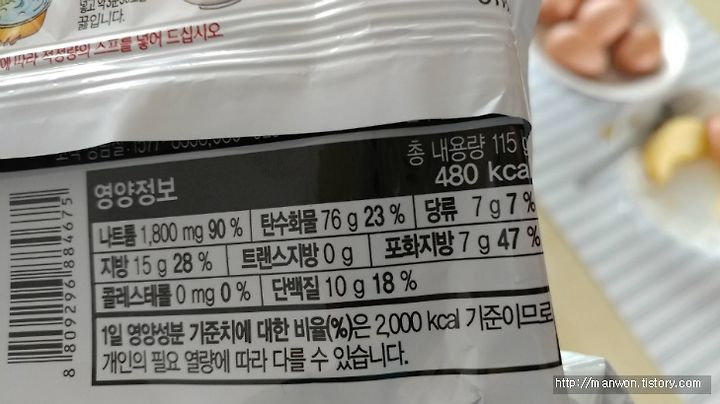 끓입니다.
에 따라 적정량의 스프를 넣어 드십시오
영양정보
총 내용량 115 g
480 kcal
나트륨 1,800 mg 90 % 탄수화물 76 g 23 % 당류 7 g 7 %
지방 15 g 28 % 트랜스지방 0 g 포화지방 7 g 47 %
콜레스테롤 0 mg 0 % 단백질 10 g 18 %
1일 영양성분 기준치에 대한 비율(%)은 2,000 kcal 기준이므로
개인의 필요 열량에 따라 다를 수 있습니다.
8 809296 884675
http://manwon.tistory.com